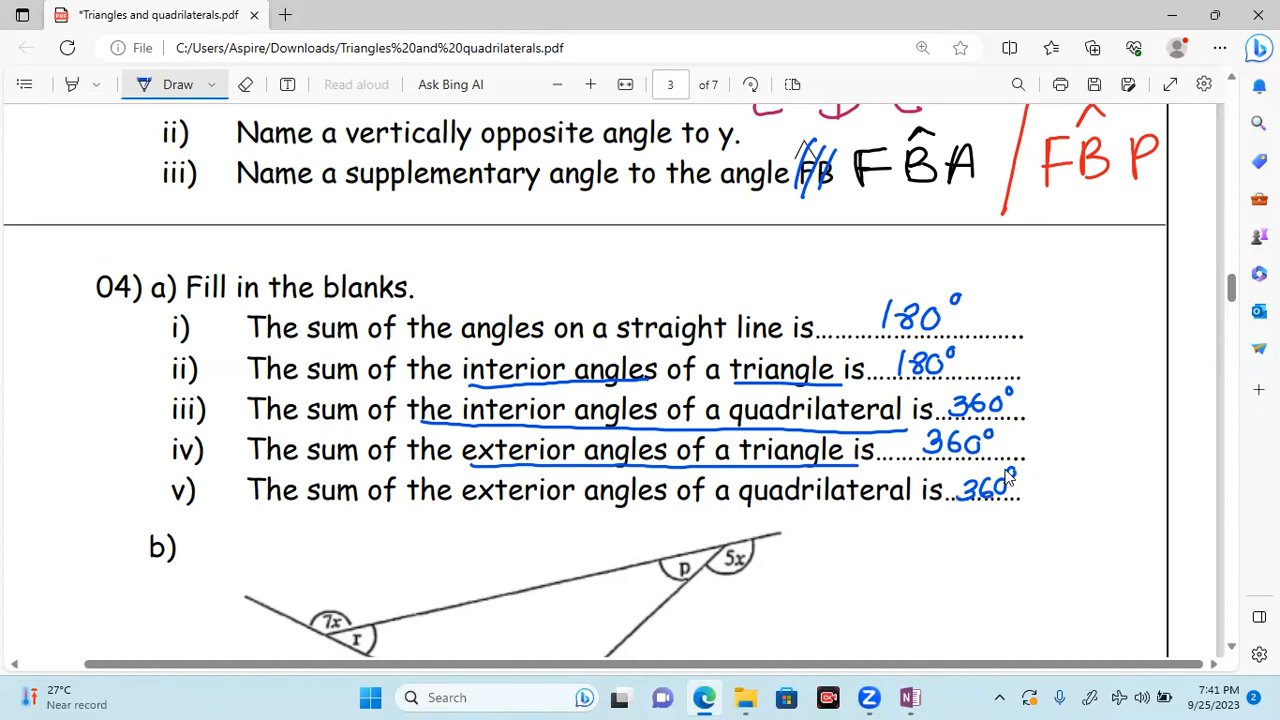 *Triangles and quadrilaterals.pdf
File C:/Users/Aspire/Downloads/Triangles%20and%20quadrilaterals.pdf
Draw Read aloud Ask Bing AI 3 of 7
ii) Name a vertically opposite angle to y.
iii) Name a supplementary angle to the angle FB FB̂A / FB̂P
04) a) Fill in the blanks.
i) The sum of the angles on a straight line is.......180°.......
ii) The sum of the interior angles of a triangle is.......180°.......
iii) The sum of the interior angles of a quadrilateral is.......360°.......
iv) The sum of the exterior angles of a triangle is.......360°.......
v) The sum of the exterior angles of a quadrilateral is.......360°.......
b)
p 5x
7x
r
27°C
Near record
Search
7:41 PM
9/25/2023
2